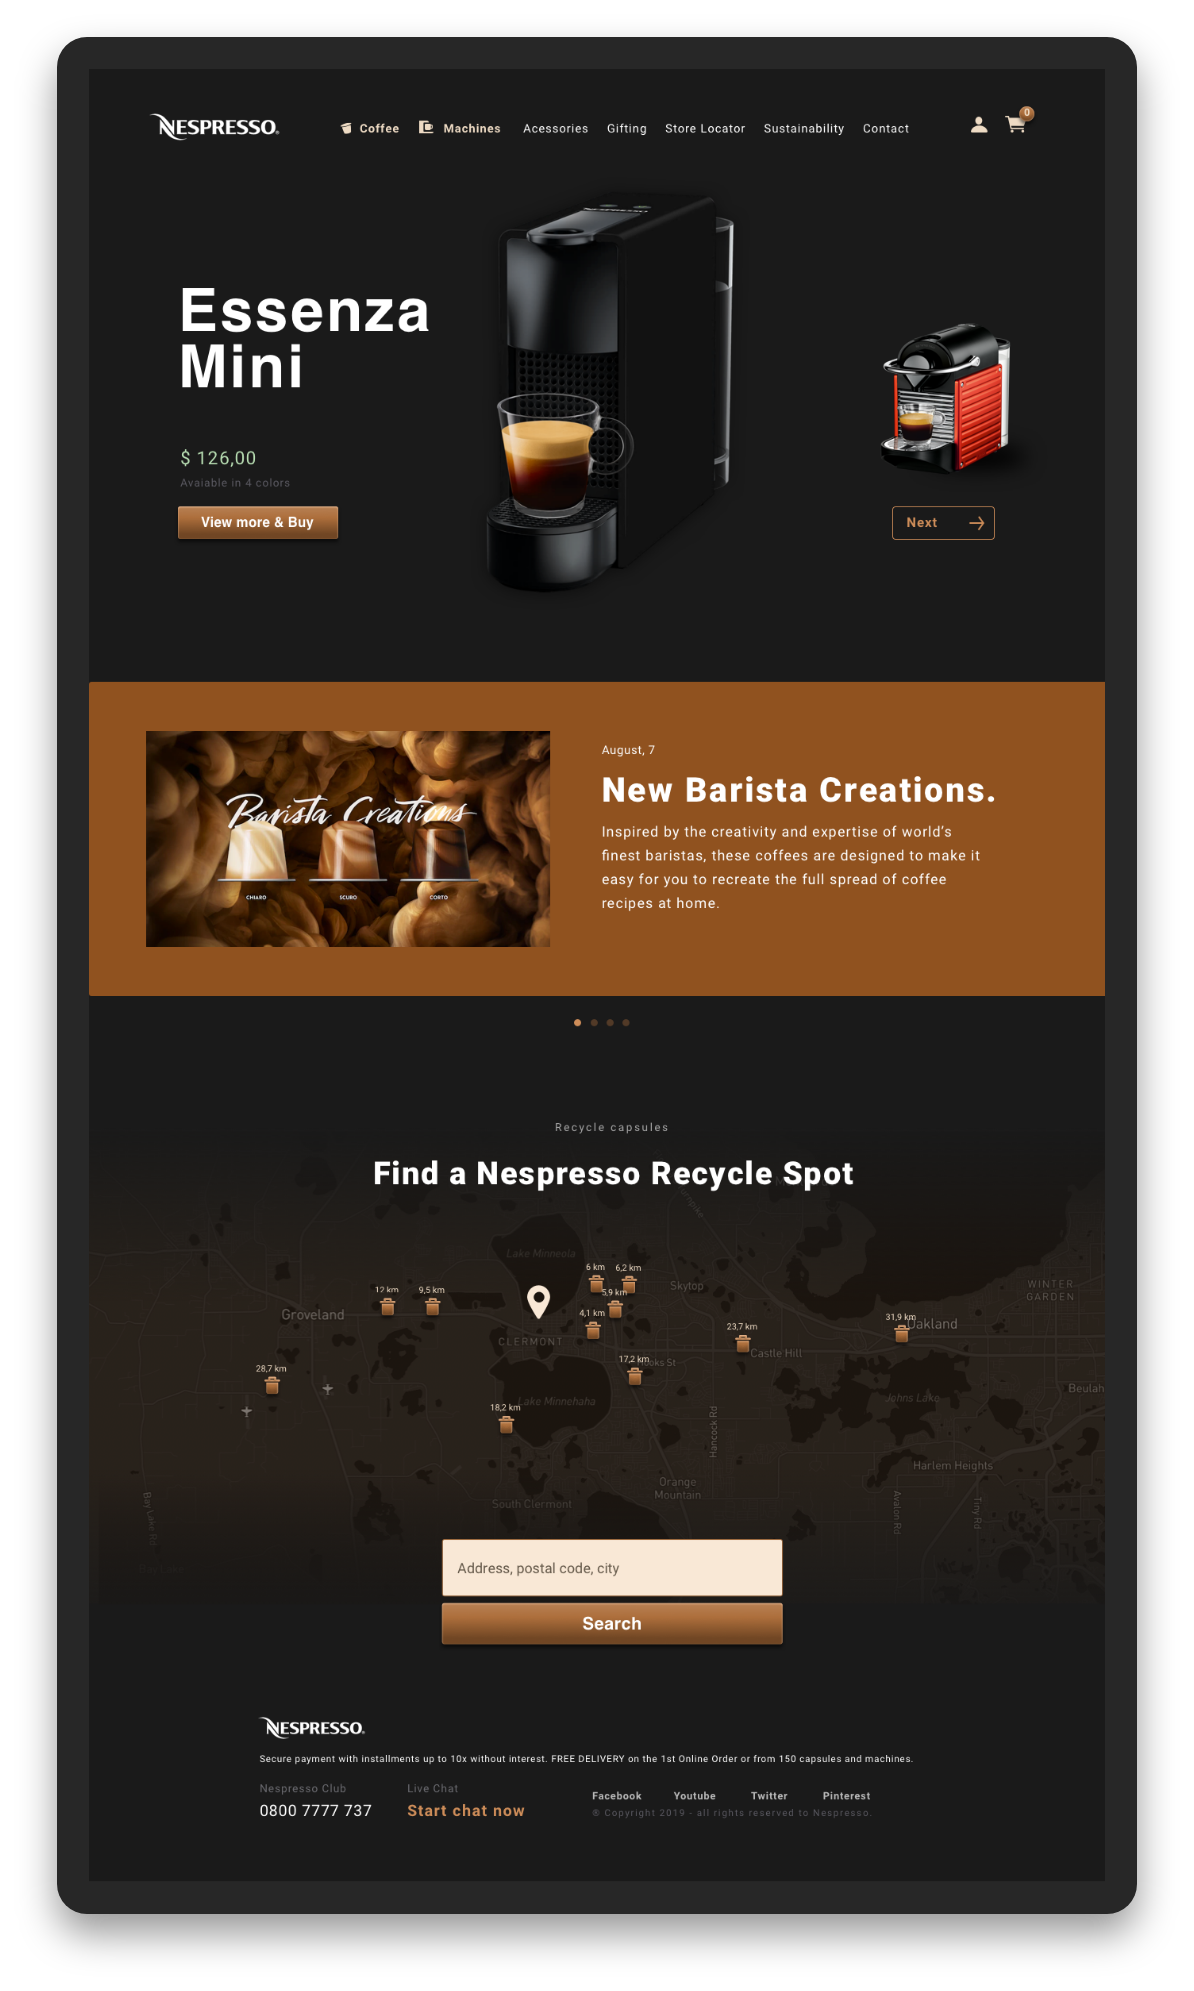 NESPRESSO.
Coffee
Machines
Acessories
Gifting
Store Locator
Sustainability
Contact
0
Essenza
Mini
$ 126,00
Avaiable in 4 colors
View more & Buy
Next
Barista Creations
CHIARO
SCURO
CORTO
August, 7
New Barista Creations.
Inspired by the creativity and expertise of world's
finest baristas, these coffees are designed to make it
easy for you to recreate the full spread of coffee
recipes at home.
Recycle capsules
Find a Nespresso Recycle Spot
Lake Minneola
6 km
6,2 km
Skytop
12 km
9,5 km
5,9 km
WINTER
GARDEN
Groveland
4,1 km
31,9 km
Oakland
23,7 km
CLERMONT
Castle Hill
17,2 km
28,7 km
Beulah
Lake Minnehaha
Johns Lake
18,2 km
Hancock Rd
Harlem Heights
Orange
Mountain
South Clermont
Bay Lake Rd
Avalon Rd
Tiny Rd
Bay Lake
Address, postal code, city
Search
NESPRESSO.
Secure payment with installments up to 10x without interest. FREE DELIVERY on the 1st Online Order or from 150 capsules and machines.
Nespresso Club
0800 7777 737
Live Chat
Start chat now
Facebook
Youtube
Twitter
Pinterest
® Copyright 2019 - all rights reserved to Nespresso.